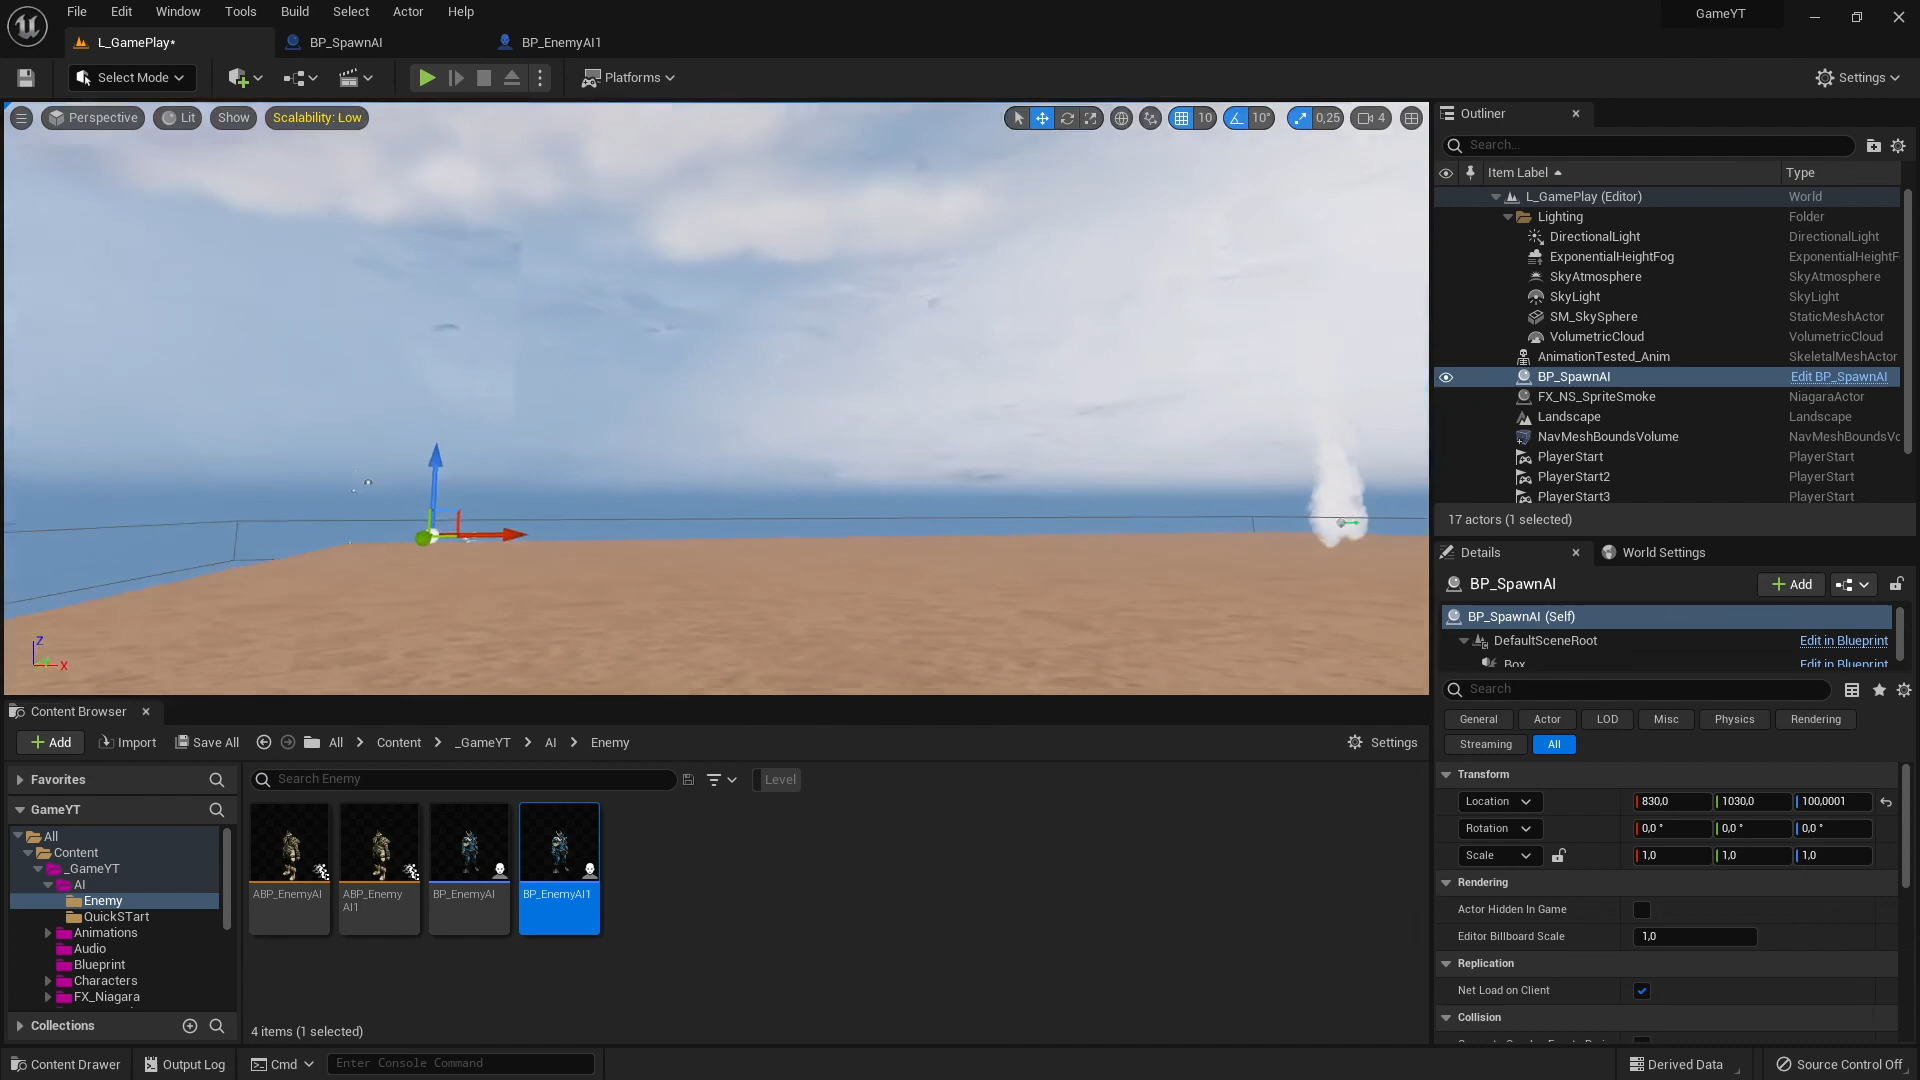 File Edit Window Tools Build Select Actor Help
GameYT
L_GamePlay* BP_SpawnAI BP_EnemyAI1
Select Mode Platforms Settings
Perspective Lit Show Scalability: Low
10 10° 0,25 4
Outliner
Search...
Item Label Type
L_GamePlay (Editor) World
Lighting Folder
DirectionalLight DirectionalLight
ExponentialHeightFog ExponentialHeightF
SkyAtmosphere SkyAtmosphere
SkyLight SkyLight
SM_SkySphere StaticMeshActor
VolumetricCloud VolumetricCloud
AnimationTested_Anim SkeletalMeshActor
BP_SpawnAI Edit BP_SpawnAI
FX_NS_SpriteSmoke NiagaraActor
Landscape Landscape
NavMeshBoundsVolume NavMeshBoundsVo
PlayerStart PlayerStart
PlayerStart2 PlayerStart
PlayerStart3 PlayerStart
17 actors (1 selected)
Details World Settings
BP_SpawnAI Add
BP_SpawnAI (Self)
DefaultSceneRoot Edit in Blueprint
Box Edit in Blueprint
Search
General Actor LOD Misc Physics Rendering
Streaming All
Transform
Location 830,0 1030,0 100,0001
Rotation 0,0 ° 0,0 ° 0,0 °
Scale 1,0 1,0 1,0
Rendering
Actor Hidden In Game
Editor Billboard Scale 1,0
Replication
Net Load on Client
Collision
Z
X
Content Browser
Add Import Save All All Content _GameYT AI Enemy Settings
Favorites
Search Enemy Level
GameYT
All
Content
_GameYT
AI
Enemy
QuickSTart
Animations
Audio
Blueprint
Characters
FX_Niagara
Collections
ABP_EnemyAI
ABP_Enemy
AI1
BP_EnemyAI
BP_EnemyAI1
4 items (1 selected)
Content Drawer Output Log Cmd Enter Console Command Derived Data Source Control Off